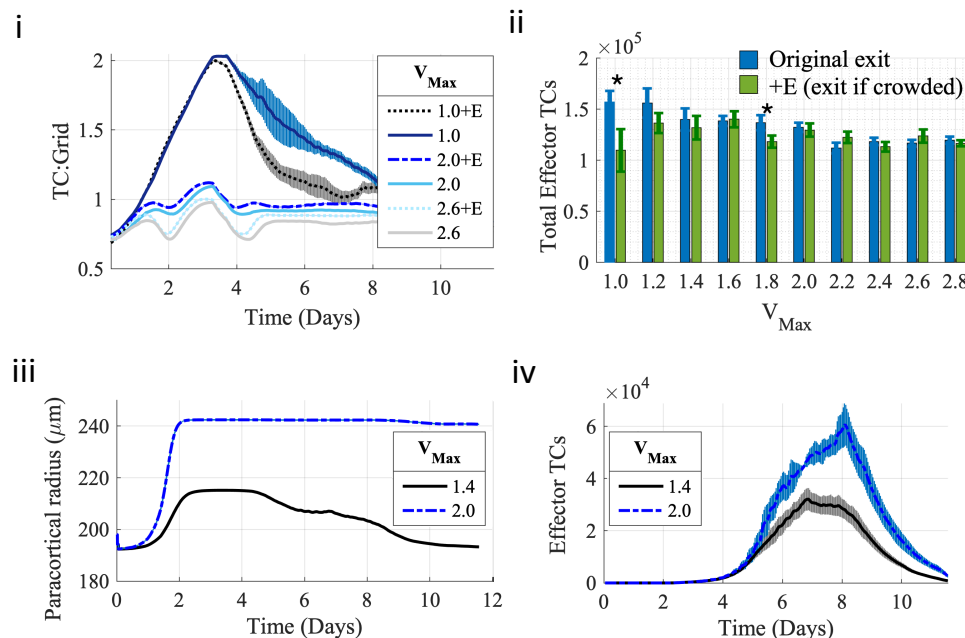 i
TC:Grid
2
1.5
1
0.5
2 4 6 8 10
Time (Days)
V_Max
1.0+E
1.0
2.0+E
2.0
2.6+E
2.6
ii
×10^5
Original exit
+E (exit if crowded)
*
*
Total Effector TCs
2
1.5
1
0.5
0
1.0 1.2 1.4 1.6 1.8 2.0 2.2 2.4 2.6 2.8
V_Max
iii
Paracortical radius (μm)
240
220
200
180
0 2 4 6 8 10 12
Time (Days)
V_Max
1.4
2.0
iv
×10^4
Effector TCs
6
4
2
0
0 2 4 6 8 10
Time (Days)
V_Max
1.4
2.0